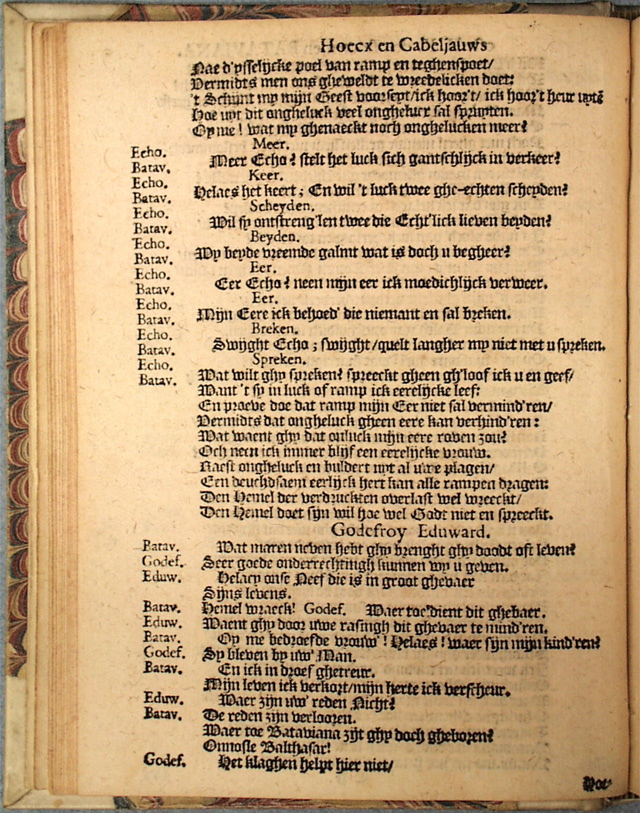 Hoecx en Cabeljauws
Nae d'ysselijcke poel van ramp en teghenspoet/
Vermidts men ons gheweldt te wreedelicken doet:
't Schijnt my mijn Geest voorseyt/ick hoor't/ ick hoor't heur uytē
Hoe uyt dit ongheluck veel ongheluck sal spruyten.
Oy me! wat my ghenaeckt noch onghelucken meer?
Echo. Meer.
Batav. Meer Echo? stelt het luck sich gantschlijck in verkeer?
Echo. Keer.
Batav. Helaes het keert; En wil 't luck twee ghe-echten scheyden?
Echo. Scheyden.
Batav. Wil sy ontstreng'len twee die Echt'lick lieven beyden?
Echo. Beyden.
Batav. Wy beyde vreemde galmt wat is doch u begheer?
Echo. Eer.
Batav. Eer Echo? neen mijn eer ick moedichlijck verweer.
Echo. Eer.
Batav. Mijn Eere ick behoed' die niemant en sal breken.
Echo. Breken.
Batav. Swijght Echo; swijght/quelt langher my niet met u spreken.
Echo. Spreken.
Batav. Wat wilt ghy spreken? spreeckt gheen gh'loof ick u en geef/
Want 't sy in luck of ramp ick eerelijcke leef:
En proeve doe dat ramp mijn Eer niet sal vermind'ren/
Vermidts dat ongheluck gheen eere kan verhind'ren:
Wat waent ghy dat onluck mijn eere roven zou?
Och neen ick immer blijf een eerelijcke vrouw.
Raest ongheluck en buldert uyt al uwe plagen/
Een deuchdsaem eerlijck hert kan alle rampen dragen:
Den Hemel der verdruckten overlast wel wreeckt/
Den Hemel doet sijn wil hoe wel Godt niet en spreeckt.
Godefroy Eduward.
Batav. Wat maren neven hebt ghy brenght ghy doodt oft leven?
Godef. Seer goede onderrechtingh kunnen wy u geven.
Eduw. Helacy onse Neef die is in groot ghevaer
Sijns levens.
Batav. Hemel wraeck! Godef. Waer toe dient dit ghebaer.
Eduw. Waent ghy door uwe rasingh dit ghevaer te mind'ren.
Batav. Oy me bedroefde vrouw! Helaes! waer sijn mijn kind'ren?
Godef. Sy bleven by uw' Man.
Batav. En ick in droef ghetreur.
Mijn leven ick verkort/mijn herte ick verscheur.
Eduw. Waer zijn uw' reden Nicht?
Batav. De reden zijn verlooren.
Waer toe Bataviana zijt ghy doch gheboren?
Onnosle Balthasar!
Godef. Het klaghen helpt hier niet/